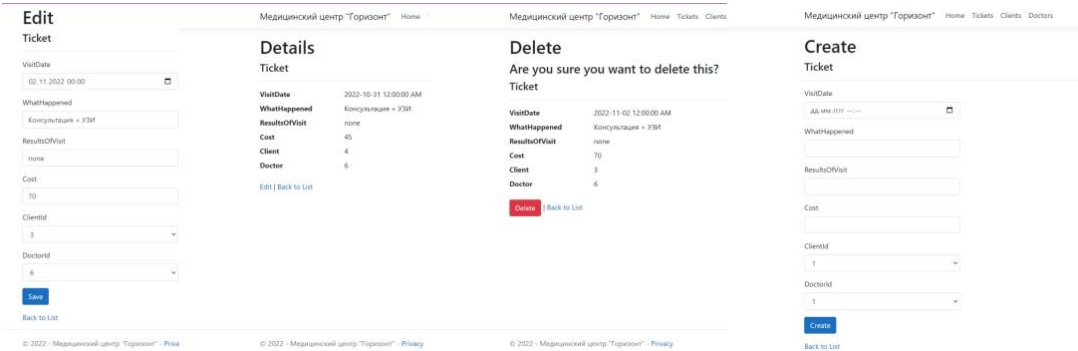 Edit
Ticket
VisitDate
02.11.2022 00:00
WhatHappened
Консультация + УЗИ
ResultsOfVisit
none
Cost
70
ClientId
3
DoctorId
6
Save
Back to List
© 2022 - Медицинский центр "Горизонт" - Priva
Медицинский центр "Горизонт" Home
Details
Ticket
VisitDate 2022-10-31 12:00:00 AM
WhatHappened Консультация + УЗИ
ResultsOfVisit none
Cost 45
Client 4
Doctor 6
Edit | Back to List
© 2022 - Медицинский центр "Горизонт" - Privacy
Медицинский центр "Горизонт" Home Tickets Clients
Delete
Are you sure you want to delete this?
Ticket
VisitDate 2022-11-02 12:00:00 AM
WhatHappened Консультация + УЗИ
ResultsOfVisit none
Cost 70
Client 3
Doctor 6
Delete | Back to List
© 2022 - Медицинский центр "Горизонт" - Privacy
Медицинский центр "Горизонт" Home Tickets Clients Doctors
Create
Ticket
VisitDate
дд.мм.гггг --:--
WhatHappened
ResultsOfVisit
Cost
ClientId
1
DoctorId
1
Create
Back to List